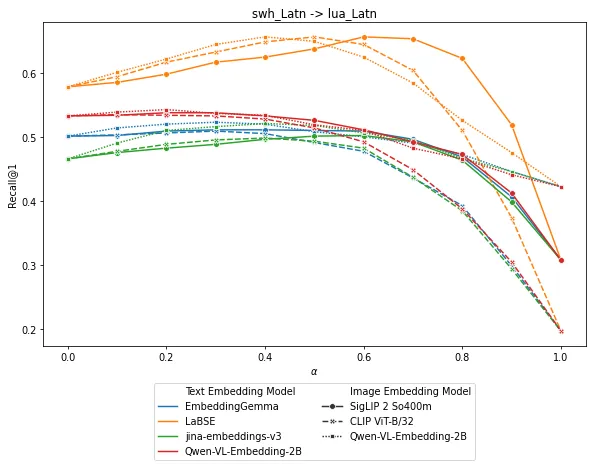 swh_Latn -> lua_Latn
Recall@1
0.6
0.5
0.4
0.3
0.2
0.0 0.2 0.4 0.6 0.8 1.0
α
Text Embedding Model Image Embedding Model
EmbeddingGemma SigLIP 2 So400m
LaBSE CLIP ViT-B/32
jina-embeddings-v3 Qwen-VL-Embedding-2B
Qwen-VL-Embedding-2B